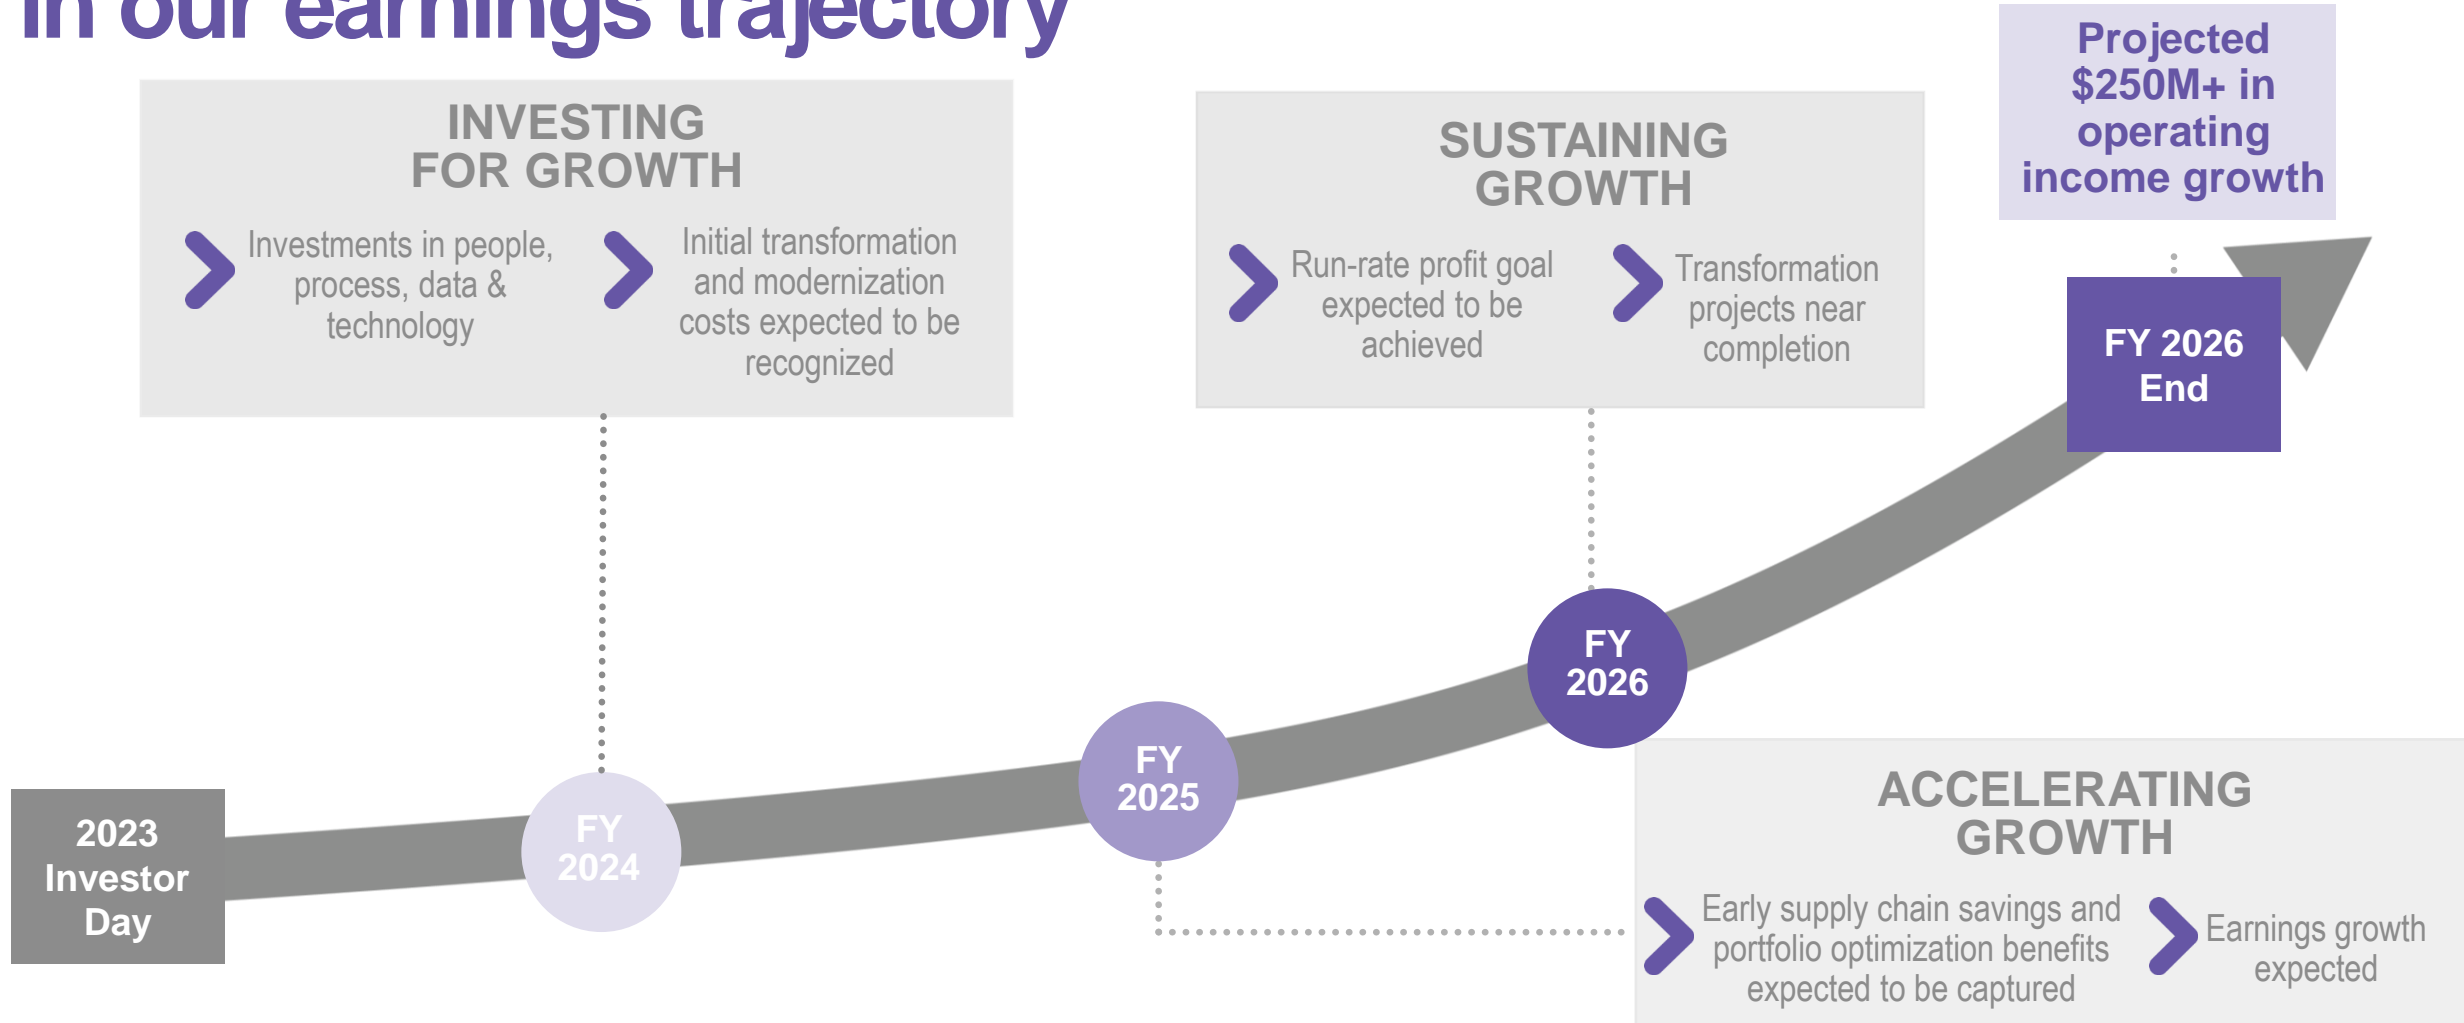 in our earnings trajectory
Projected
$250M+ in
operating
income growth
INVESTING
FOR GROWTH
Investments in people,
process, data &
technology
Initial transformation
and modernization
costs expected to be
recognized
SUSTAINING
GROWTH
Run-rate profit goal
expected to be
achieved
Transformation
projects near
completion
FY 2026
End
FY
2026
FY
2025
FY
2024
2023
Investor
Day
ACCELERATING
GROWTH
Early supply chain savings and
portfolio optimization benefits
expected to be captured
Earnings growth
expected